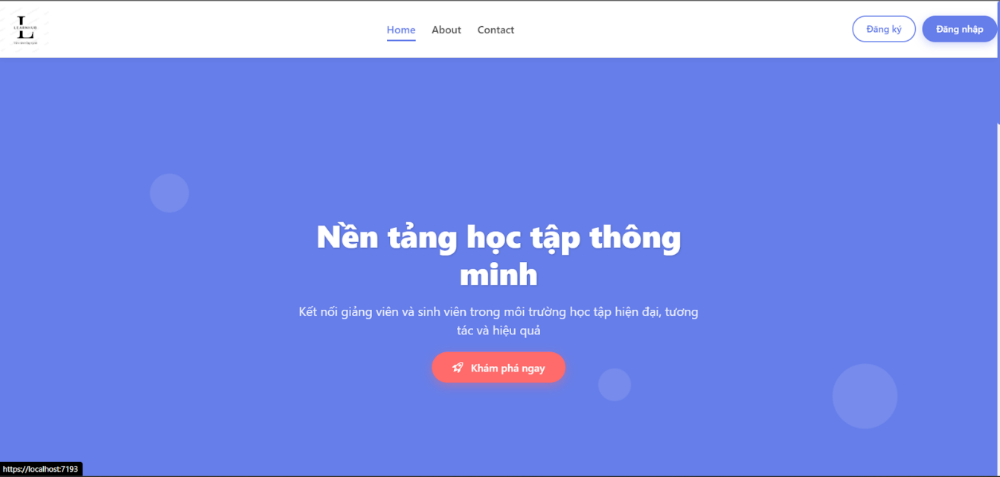 LEARNHUB
Home
About
Contact
Đăng ký
Đăng nhập
Nền tảng học tập thông
minh
Kết nối giảng viên và sinh viên trong môi trường học tập hiện đại, tương
tác và hiệu quả
Khám phá ngay
https://localhost:7193